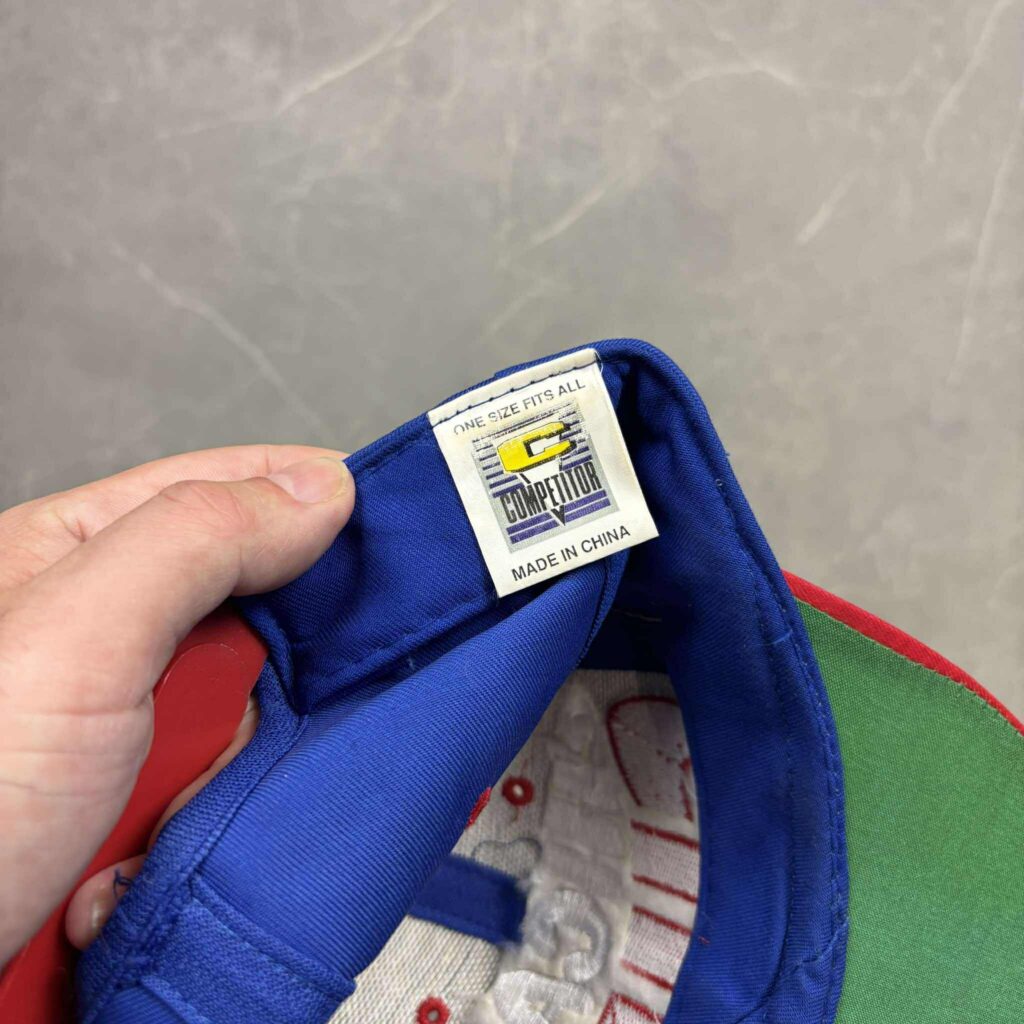 ONE SIZE FITS ALL
C
COMPETITOR
MADE IN CHINA